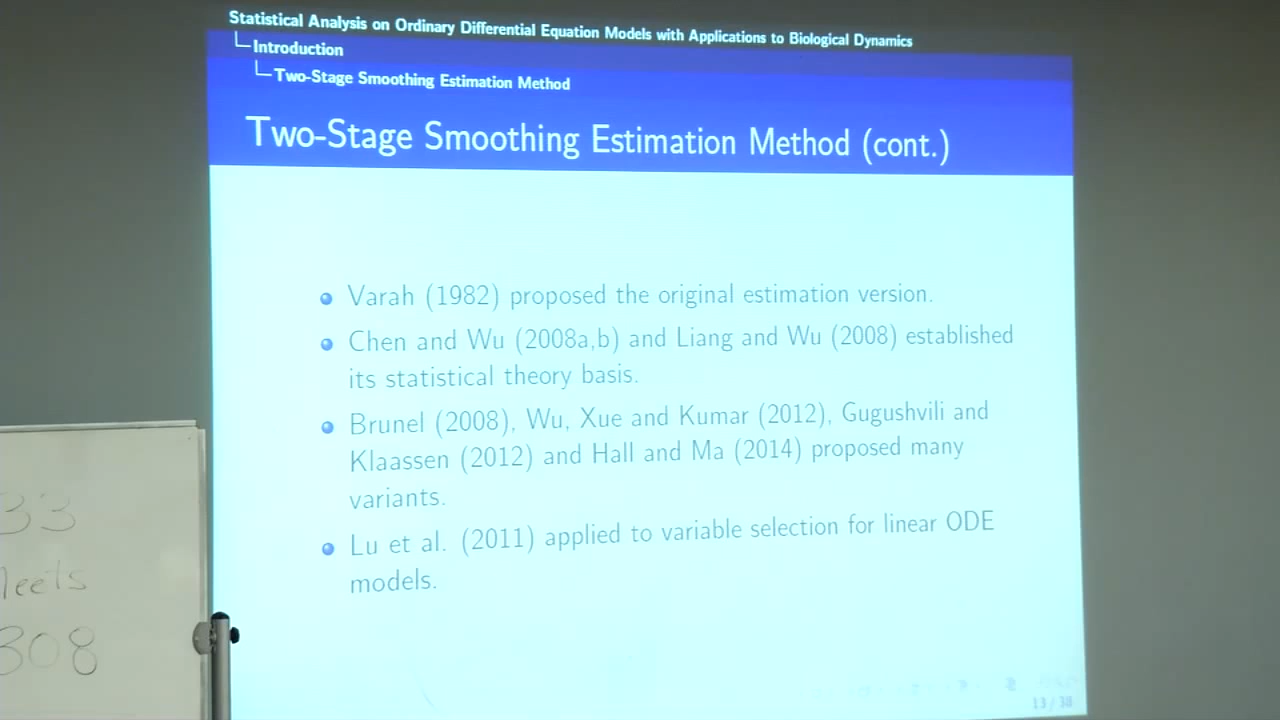 Statistical Analysis on Ordinary Differential Equation Models with Applications to Biological Dynamics
Introduction
Two-Stage Smoothing Estimation Method
Two-Stage Smoothing Estimation Method (cont.)
Varah (1982) proposed the original estimation version.
Chen and Wu (2008a,b) and Liang and Wu (2008) established
its statistical theory basis.
Brunel (2008), Wu, Xue and Kumar (2012), Gugushvili and
Klaassen (2012) and Hall and Ma (2014) proposed many
variants.
Lu et al. (2011) applied to variable selection for linear ODE
models.
13 / 38
33
308